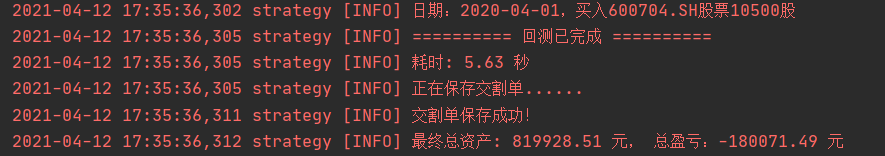 2021-04-12 17:35:36,302 strategy [INFO] 日期：2020-04-01，买入600704.SH股票10500股
2021-04-12 17:35:36,305 strategy [INFO] ========== 回测已完成 ==========
2021-04-12 17:35:36,305 strategy [INFO] 耗时: 5.63 秒
2021-04-12 17:35:36,305 strategy [INFO] 正在保存交割单......
2021-04-12 17:35:36,311 strategy [INFO] 交割单保存成功!
2021-04-12 17:35:36,312 strategy [INFO] 最终总资产: 819928.51 元， 总盈亏:-180071.49 元